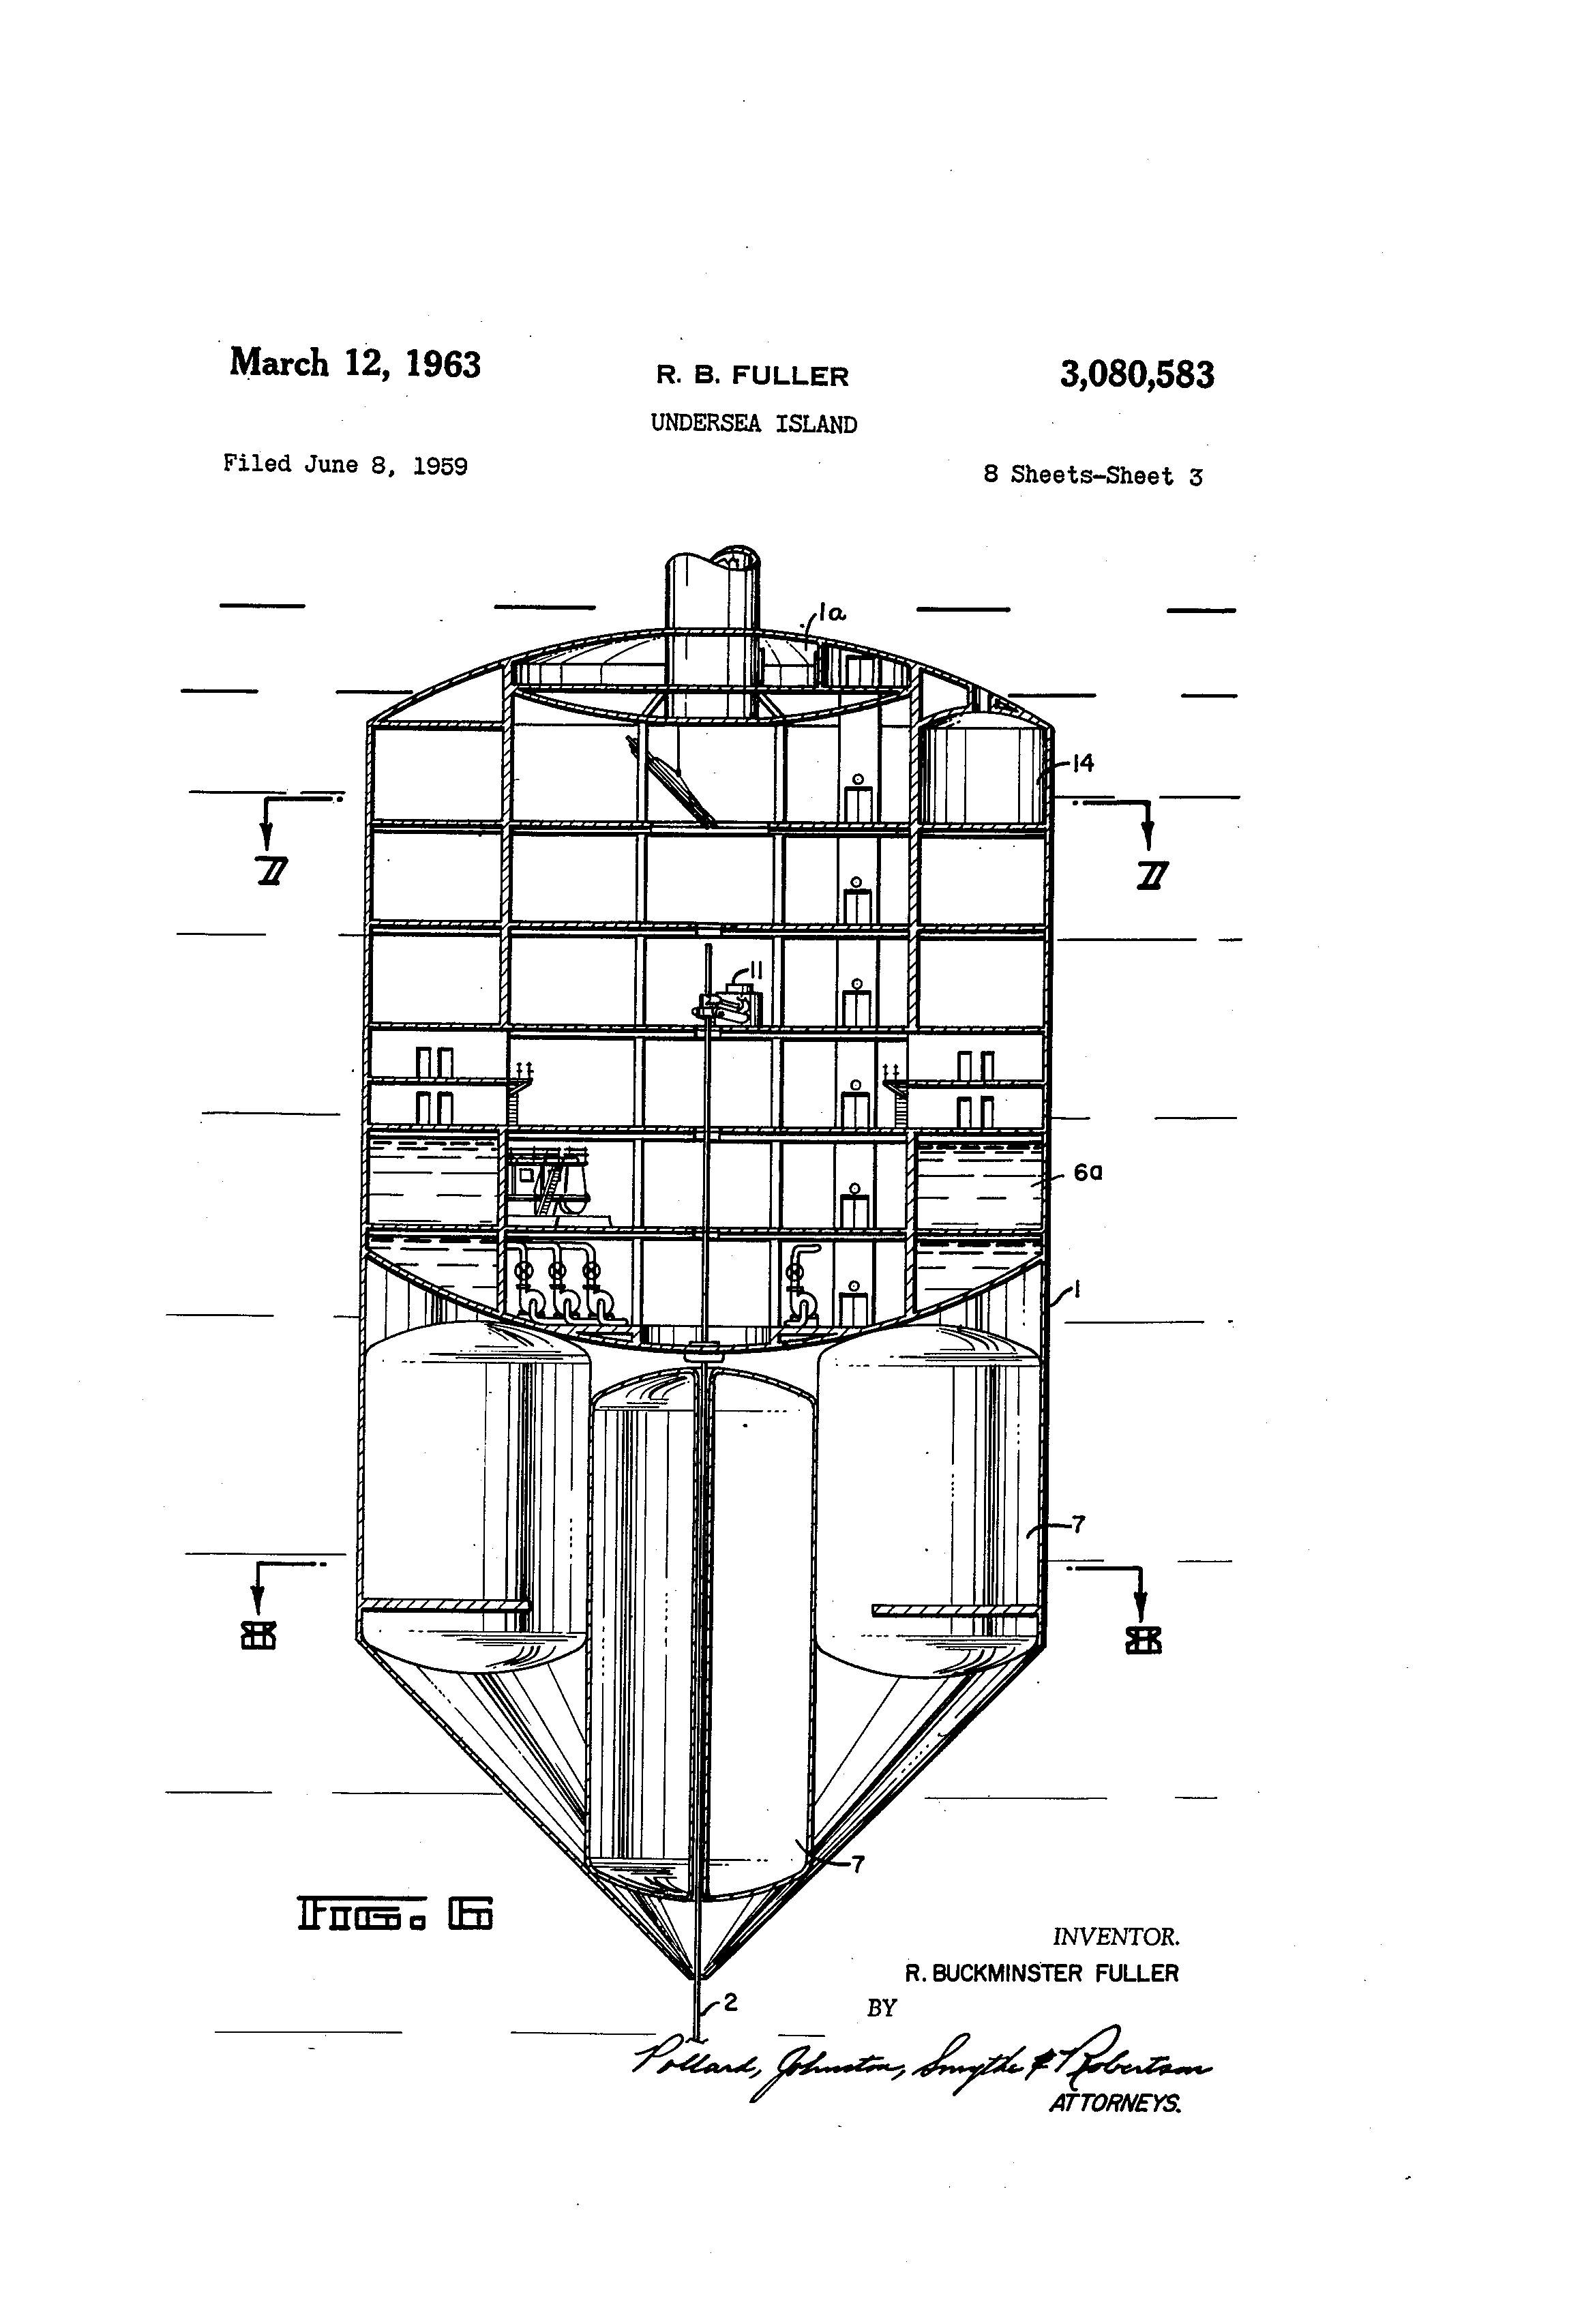 March 12, 1963
R. B. FULLER
3,080,583
UNDERSEA ISLAND
Filed June 8, 1959
8 Sheets-Sheet 3
1a
14
7
7
11
6a
1
7
8
8
7
FIG. 6
INVENTOR.
R. BUCKMINSTER FULLER
2
BY
Pollard, Johnston, Smythe & Robertson
ATTORNEYS.